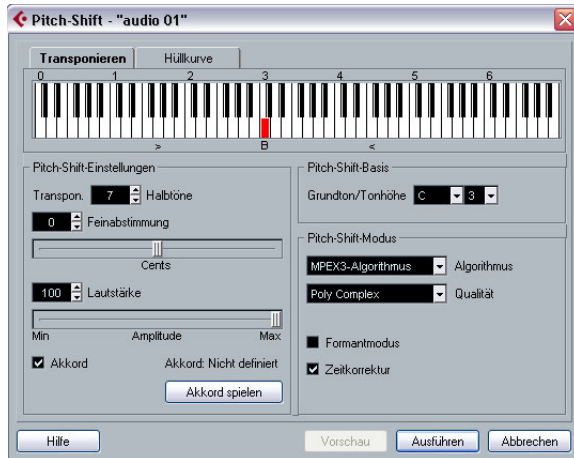 Pitch-Shift - "audio 01"
Transponieren Hüllkurve
0 1 2 3 4 5 6
> B <
Pitch-Shift-Einstellungen
Transpon. 7 Halbtöne
0 Feinabstimmung
Cents
100 Lautstärke
Min Amplitude Max
Akkord Akkord: Nicht definiert
Akkord spielen
Pitch-Shift-Basis
Grundton/Tonhöhe C 3
Pitch-Shift-Modus
MPEX3-Algorithmus Algorithmus
Poly Complex Qualität
Formantmodus
Zeitkorrektur
Hilfe Vorschau Ausführen Abbrechen